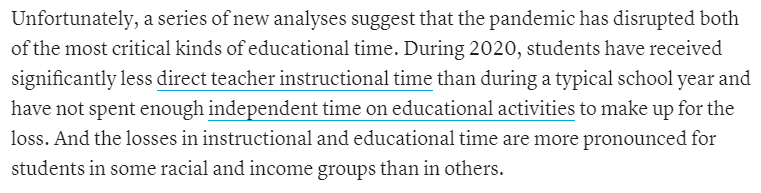 Unfortunately, a series of new analyses suggest that the pandemic has disrupted both
of the most critical kinds of educational time. During 2020, students have received
significantly less direct teacher instructional time than during a typical school year and
have not spent enough independent time on educational activities to make up for the
loss. And the losses in instructional and educational time are more pronounced for
students in some racial and income groups than in others.